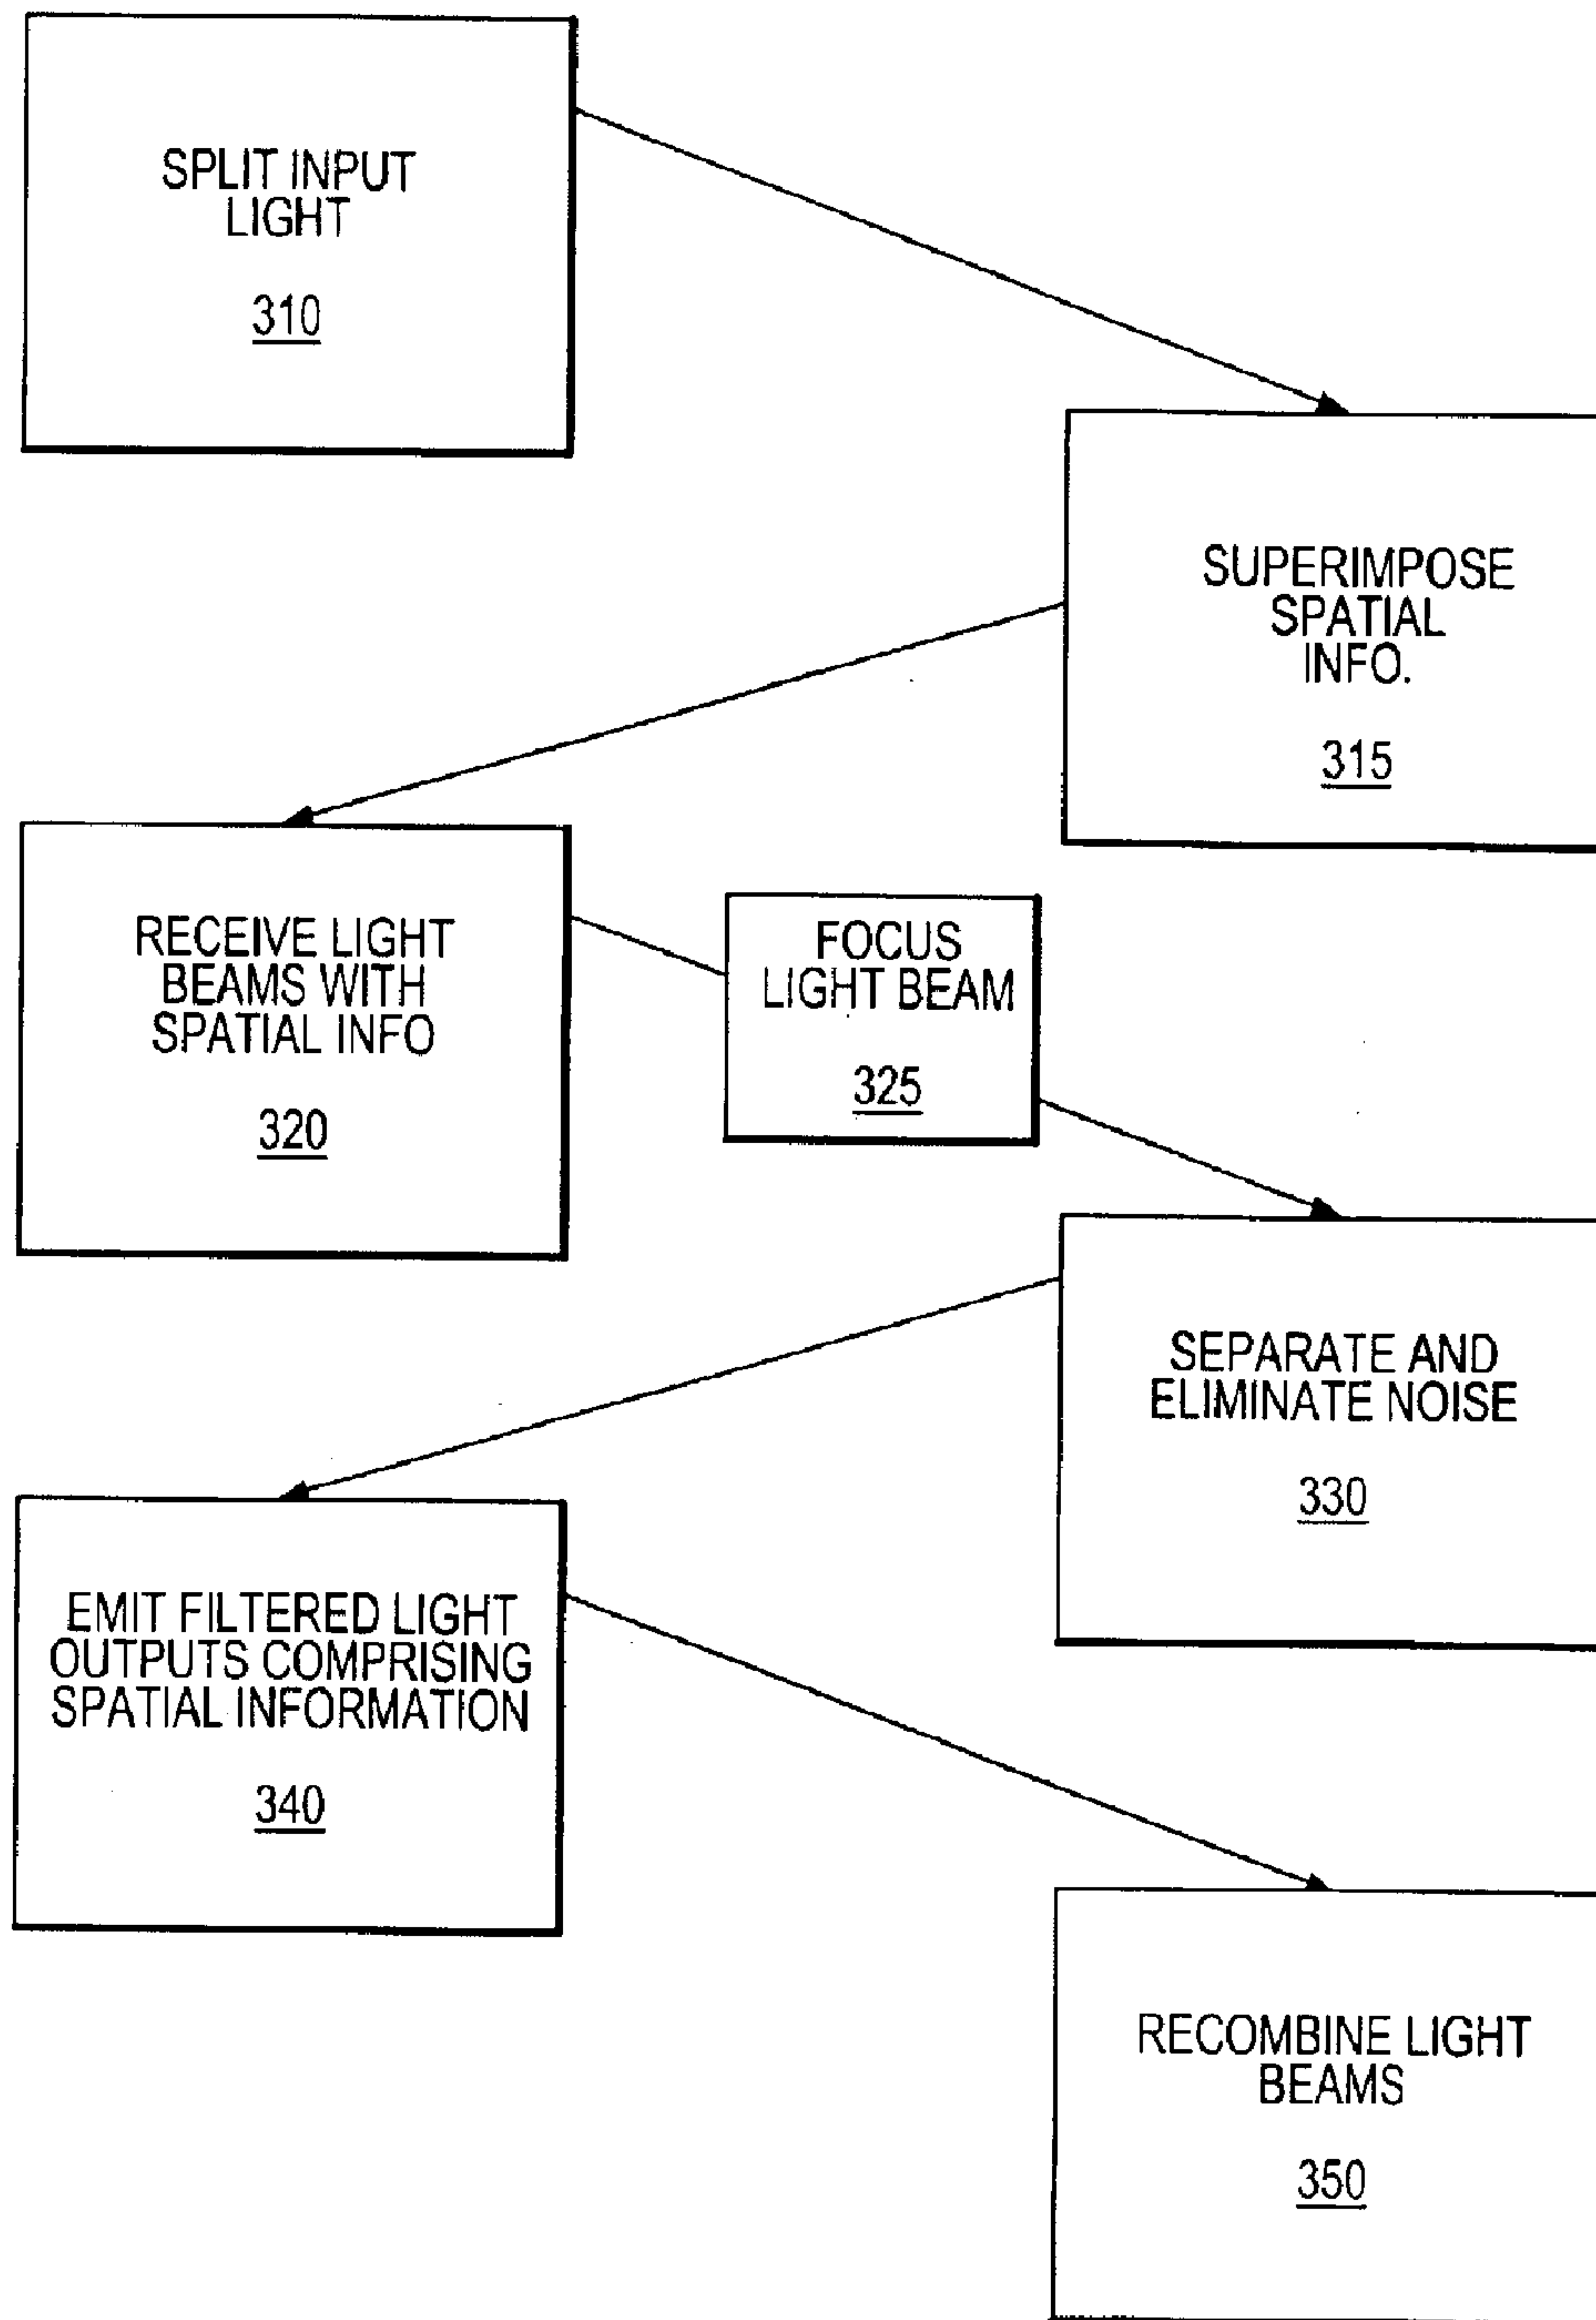 SPLIT INPUT
LIGHT
310
SUPERIMPOSE
SPATIAL
INFO.
315
RECEIVE LIGHT
BEAMS WITH
SPATIAL INFO
320
FOCUS
LIGHT BEAM
325
SEPARATE AND
ELIMINATE NOISE
330
EMIT FILTERED LIGHT
OUTPUTS COMPRISING
SPATIAL INFORMATION
340
RECOMBINE LIGHT
BEAMS
350